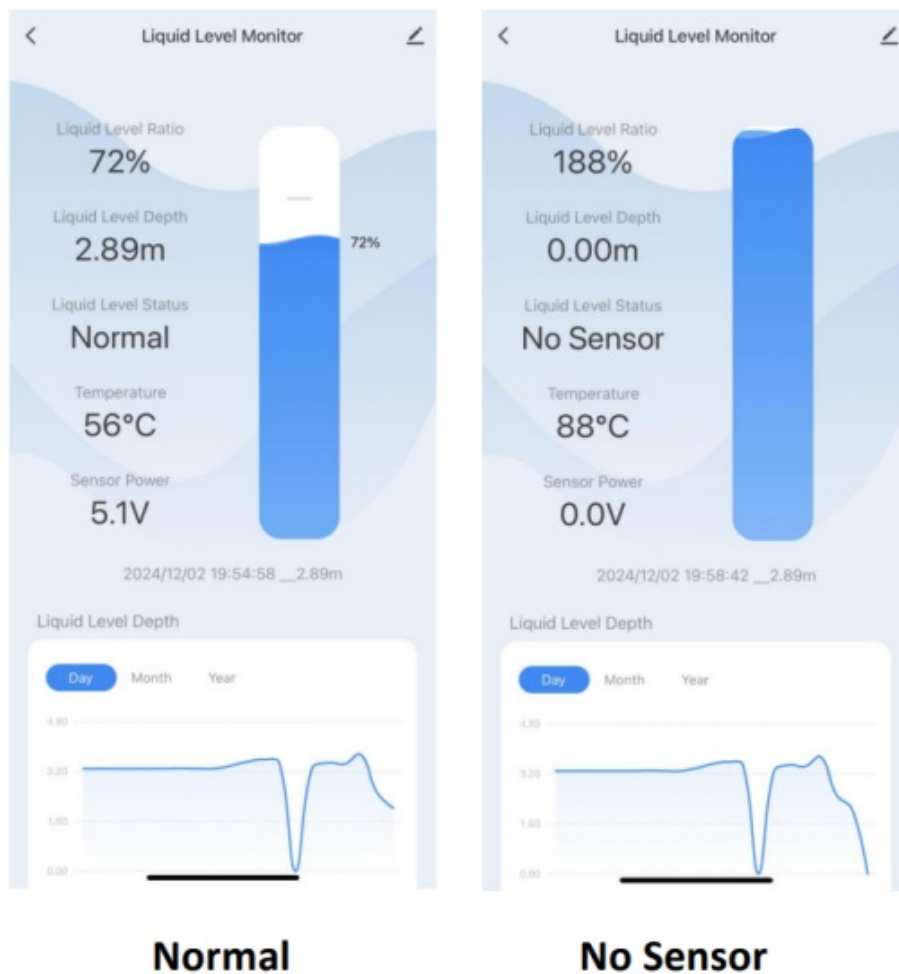 Liquid Level Monitor
Liquid Level Ratio
72%
Liquid Level Depth
2.89m
72%
Liquid Level Status
Normal
Temperature
56°C
Sensor Power
5.1V
2024/12/02 19:54:58 __2.89m
Liquid Level Depth
Day Month Year
4.80
3.20
1.60
0.00
Normal
Liquid Level Monitor
Liquid Level Ratio
188%
Liquid Level Depth
0.00m
Liquid Level Status
No Sensor
Temperature
88°C
Sensor Power
0.0V
2024/12/02 19:58:42 __2.89m
Liquid Level Depth
Day Month Year
4.80
3.20
1.60
0.00
No Sensor